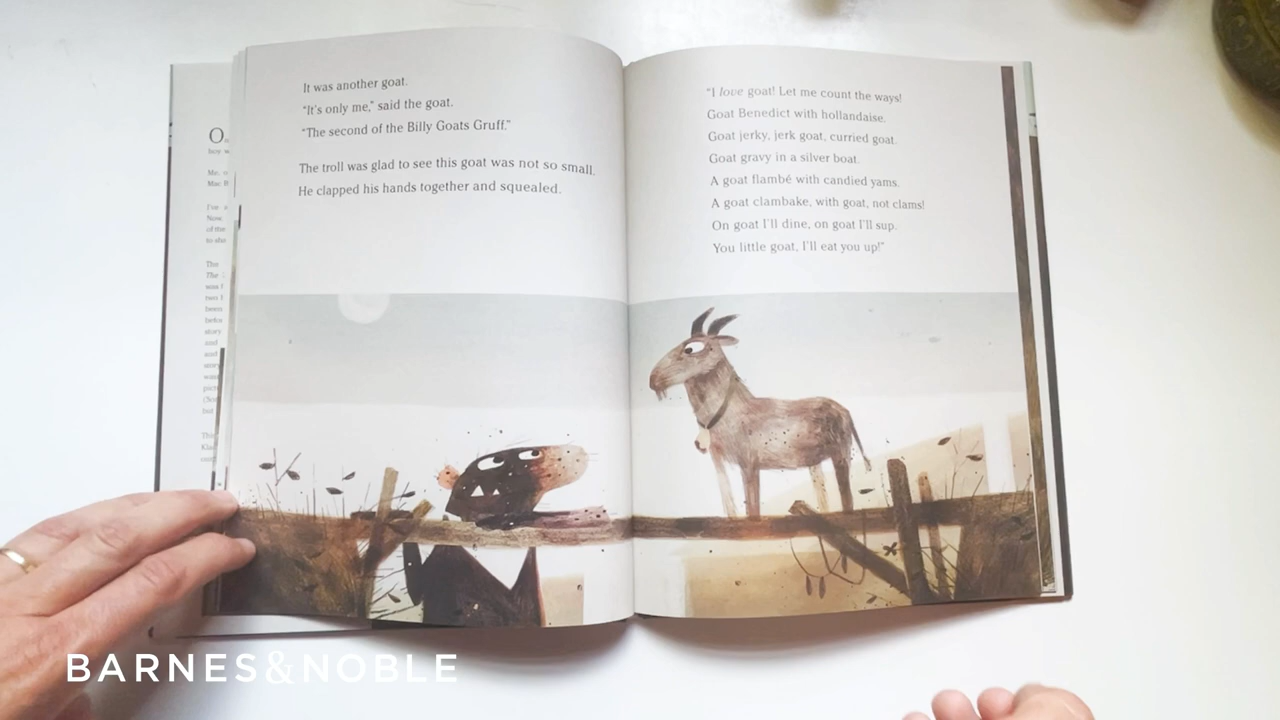 It was another goat.
“It’s only me,” said the goat.
“The second of the Billy Goats Gruff.”
The troll was glad to see this goat was not so small.
He clapped his hands together and squealed.
“I love goat! Let me count the ways!
Goat Benedict with hollandaise.
Goat jerky, jerk goat, curried goat.
Goat gravy in a silver boat.
A goat flambé with candied yams.
A goat clambake, with goat, not clams!
On goat I’ll dine, on goat I’ll sup.
You little goat, I’ll eat you up!”
BARNES&NOBLE